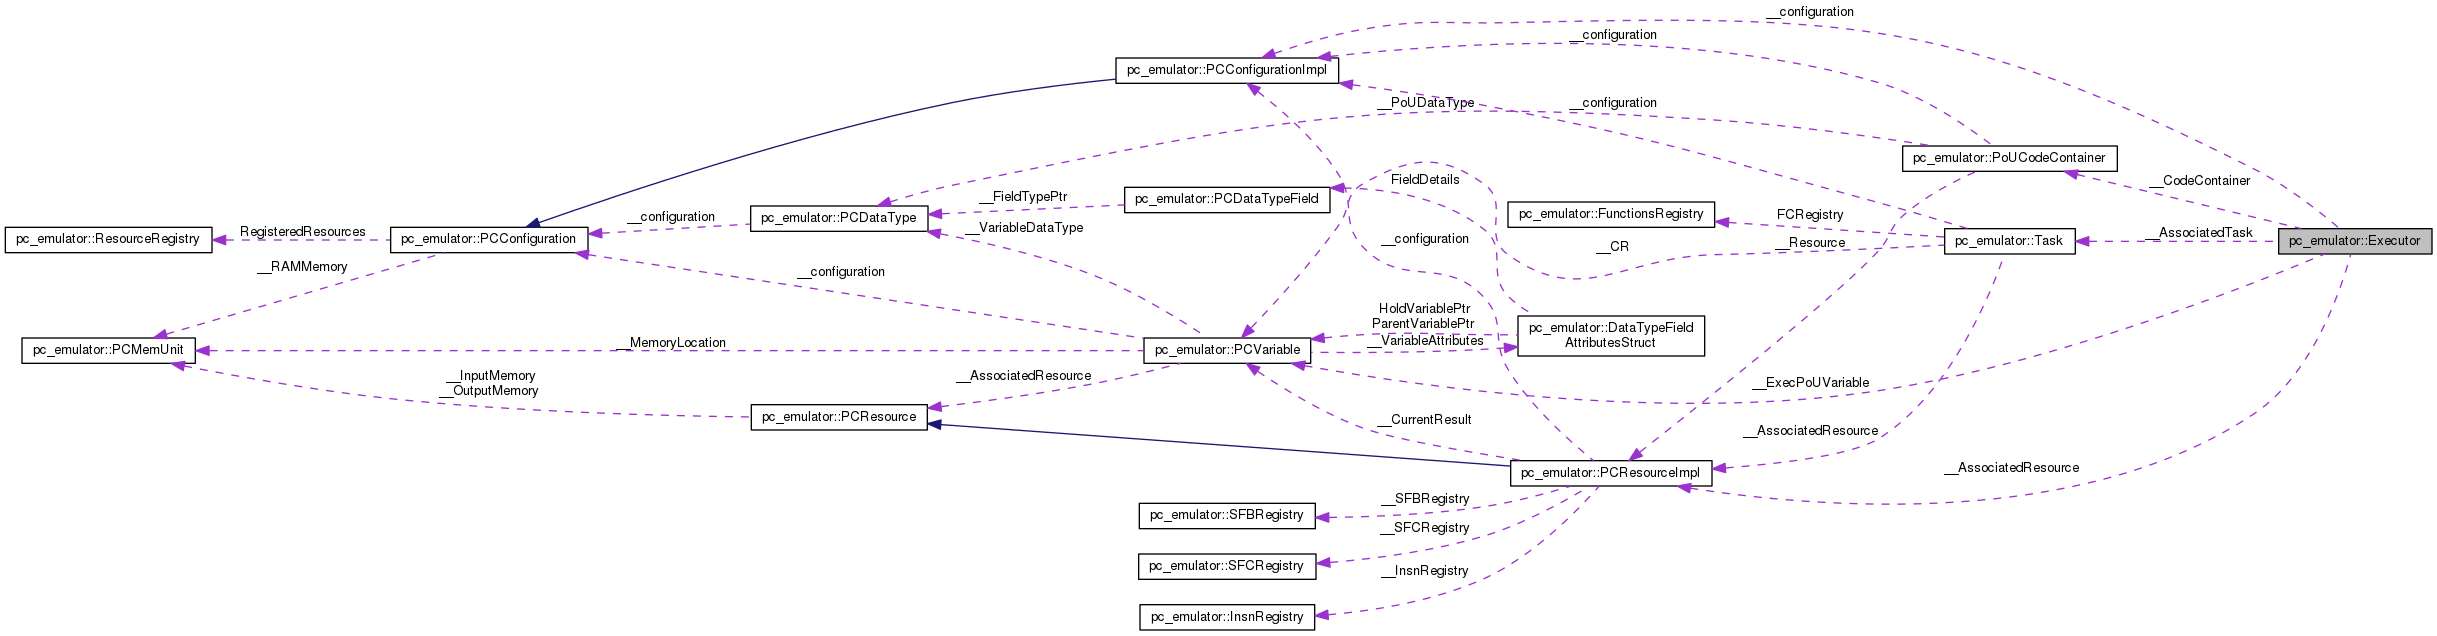 __configuration
__configuration
pc_emulator::PCConfigurationImpl
__PoUDataType
__configuration
pc_emulator::PoUCodeContainer
FieldDetails
__CodeContainer
__FieldTypePtr
pc_emulator::PCDataTypeField
pc_emulator::PCDataType
__configuration
pc_emulator::FunctionsRegistry
FCRegistry
__VariableDataType
RegisteredResources
pc_emulator::ResourceRegistry
pc_emulator::PCConfiguration
__configuration
__CR
__Resource
pc_emulator::Task
__AssociatedTask
pc_emulator::Executor
__RAMMemory
__configuration
HoldVariablePtr
ParentVariablePtr
__VariableAttributes
pc_emulator::DataTypeField
AttributesStruct
pc_emulator::PCMemUnit
__MemoryLocation
pc_emulator::PCVariable
__InputMemory
__OutputMemory
__AssociatedResource
__ExecPoUVariable
pc_emulator::PCResource
__CurrentResult
__AssociatedResource
pc_emulator::PCResourceImpl
__AssociatedResource
__SFBRegistry
pc_emulator::SFBRegistry
__SFCRegistry
pc_emulator::SFCRegistry
__InsnRegistry
pc_emulator::InsnRegistry